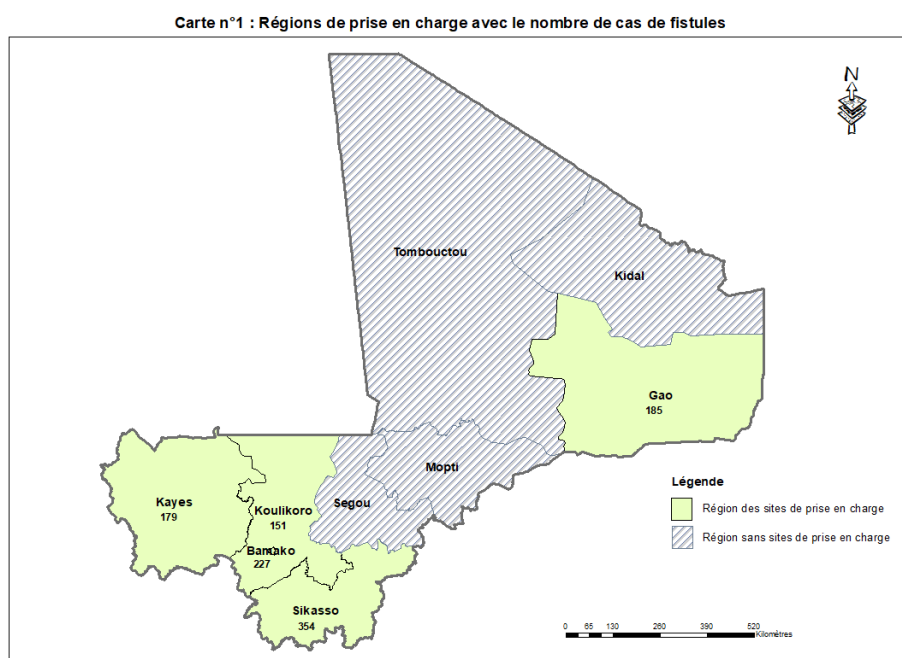 Carte n°1 : Régions de prise en charge avec le nombre de cas de fistules
N
Tombouctou
Kidal
Gao
185
Mopti
Segou
Kayes
179
Koulikoro
151
Bamako
227
Sikasso
354
Légende
Région des sites de prise en charge
Région sans sites de prise en charge
0 65 130 260 390 520
Kilomètres